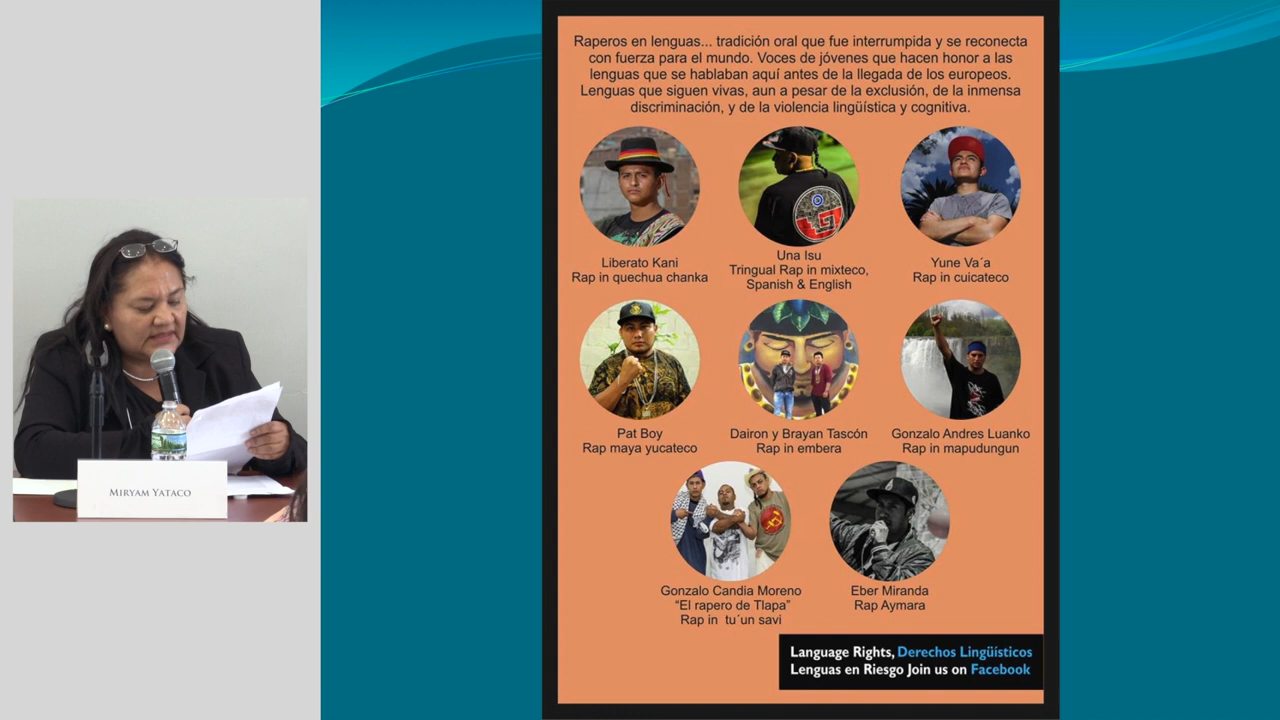 Raperos en lenguas... tradición oral que fue interrumpida y se reconecta
con fuerza para el mundo. Voces de jóvenes que hacen honor a las
lenguas que se hablaban aquí antes de la llegada de los europeos.
Lenguas que siguen vivas, aun a pesar de la exclusión, de la inmensa
discriminación, y de la violencia lingüística y cognitiva.
Liberato Kani
Rap in quechua chanka
Una Isu
Tringual Rap in mixteco,
Spanish & English
Yune Va´a
Rap in cuicateco
Pat Boy
Rap maya yucateco
Dairon y Brayan Tascón
Rap in embera
Gonzalo Andres Luanko
Rap in mapudungun
Gonzalo Candia Moreno
“El rapero de Tlapa”
Rap in tu´un savi
Eber Miranda
Rap Aymara
Language Rights, Derechos Lingüísticos
Lenguas en Riesgo Join us on Facebook
Miryam Yataco